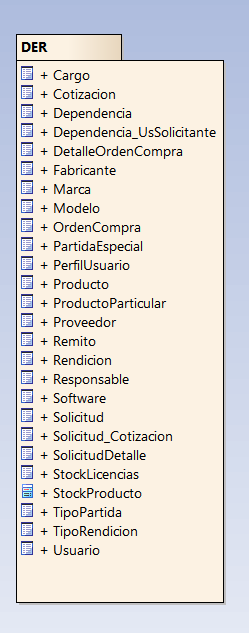 DER
+ Cargo
+ Cotizacion
+ Dependencia
+ Dependencia_UsSolicitante
+ DetalleOrdenCompra
+ Fabricante
+ Marca
+ Modelo
+ OrdenCompra
+ PartidaEspecial
+ PerfilUsuario
+ Producto
+ ProductoParticular
+ Proveedor
+ Remito
+ Rendicion
+ Responsable
+ Software
+ Solicitud
+ Solicitud_Cotizacion
+ SolicitudDetalle
+ StockLicencias
+ StockProducto
+ TipoPartida
+ TipoRendicion
+ Usuario